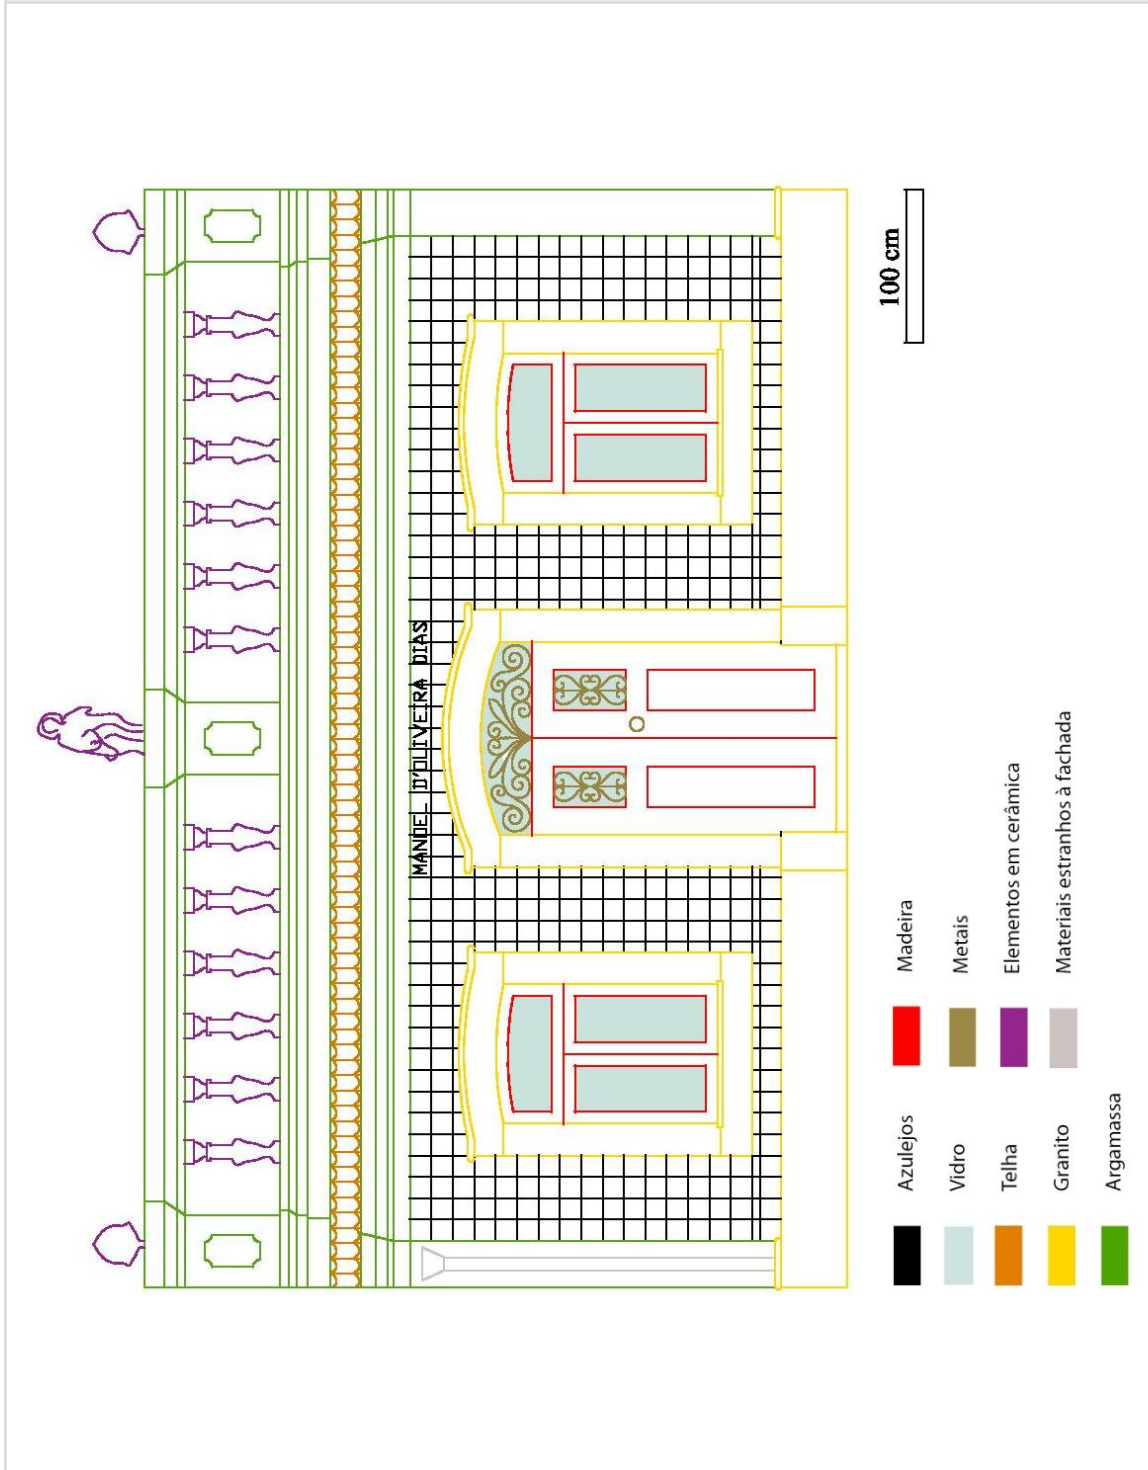 MANOEL D'OLIVEIRA DIAS
100 cm
Azulejos
Vidro
Telha
Granito
Argamassa
Madeira
Metais
Elementos em cerâmica
Materiais estranhos à fachada